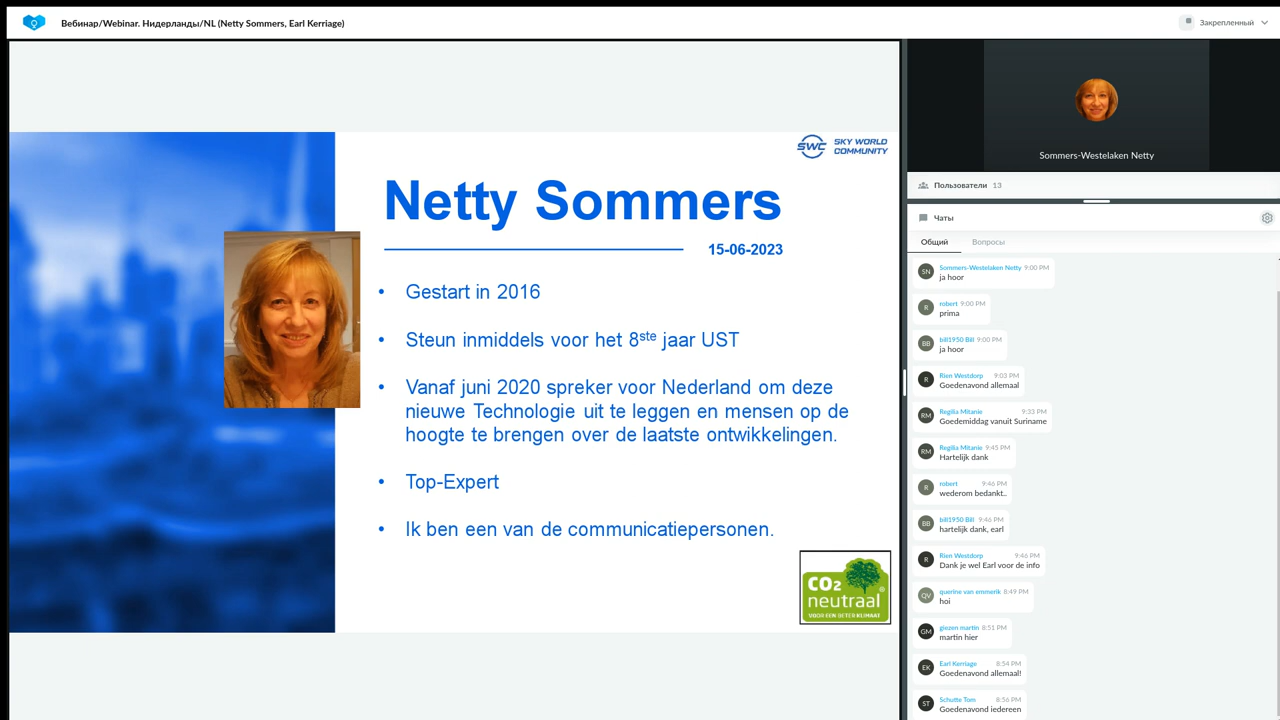 Вебинар/Webinar. Нидерланды/NL (Netty Sommers, Earl Kerriage)
Закрепленный
SWC
SKY WORLD
COMMUNITY
Netty Sommers
15-06-2023
• Gestart in 2016
• Steun inmiddels voor het 8ste jaar UST
• Vanaf juni 2020 spreker voor Nederland om deze
nieuwe Technologie uit te leggen en mensen op de
hoogte te brengen over de laatste ontwikkelingen.
• Top-Expert
• Ik ben een van de communicatiepersonen.
CO2
neutraal
VOOR EEN BETER KLIMAAT
Sommers-Westelaken Netty
Пользователи 13
Чаты
Общий Вопросы
SN Sommers-Westelaken Netty 9:00 PM
ja hoor
R robert 9:00 PM
prima
BB bill1950 Bill 9:00 PM
ja hoor
R Rien Westdorp 9:03 PM
Goedenavond allemaal
RM Regilia Mitanie 9:33 PM
Goedemiddag vanuit Suriname
RM Regilia Mitanie 9:45 PM
Hartelijk dank
R robert 9:46 PM
wederom bedankt..
BB bill1950 Bill 9:46 PM
hartelijk dank, earl
R Rien Westdorp 9:46 PM
Dank je wel Earl voor de info
QV querine van emmerik 8:49 PM
hoi
GM giezen martin 8:51 PM
martin hier
EK Earl Kerriage 8:54 PM
Goedenavond allemaal!
ST Schutte Tom 8:56 PM
Goedenavond iedereen